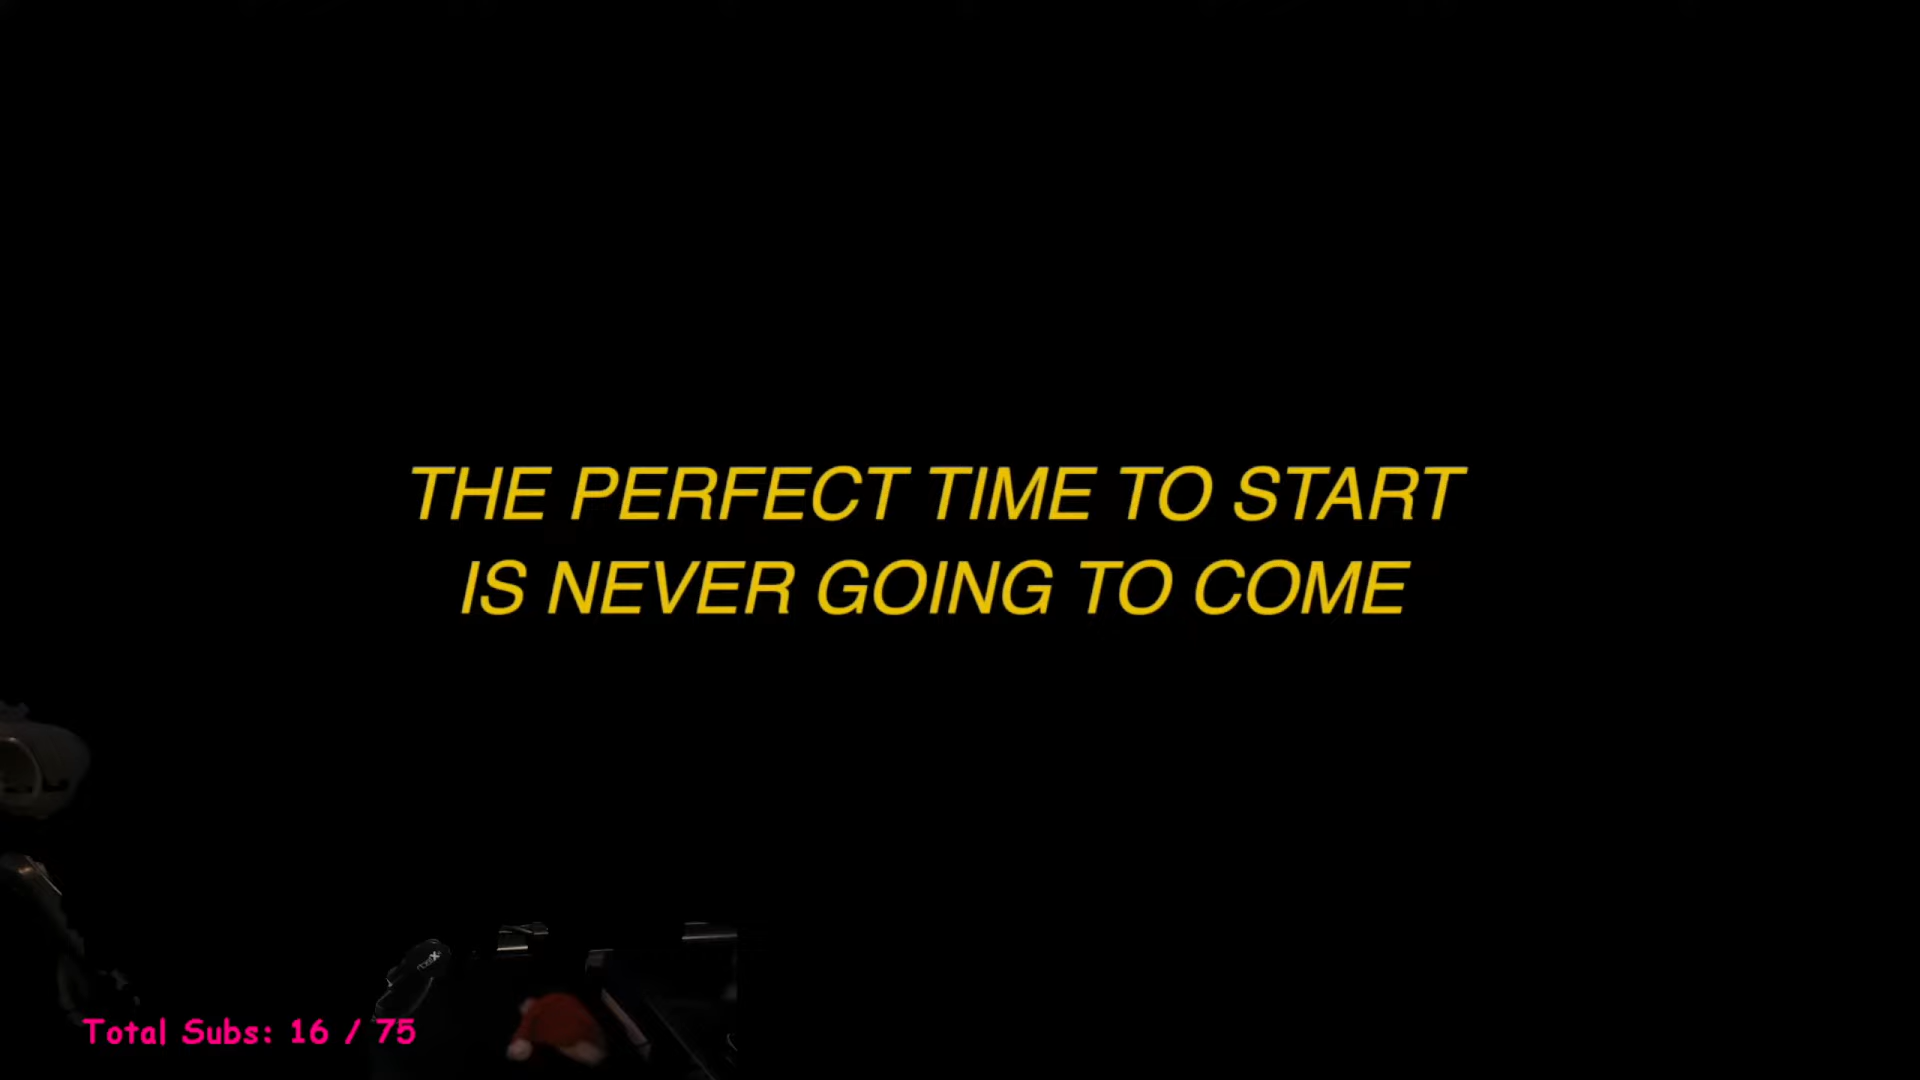 THE PERFECT TIME TO START
IS NEVER GOING TO COME
Total Subs: 16 / 75